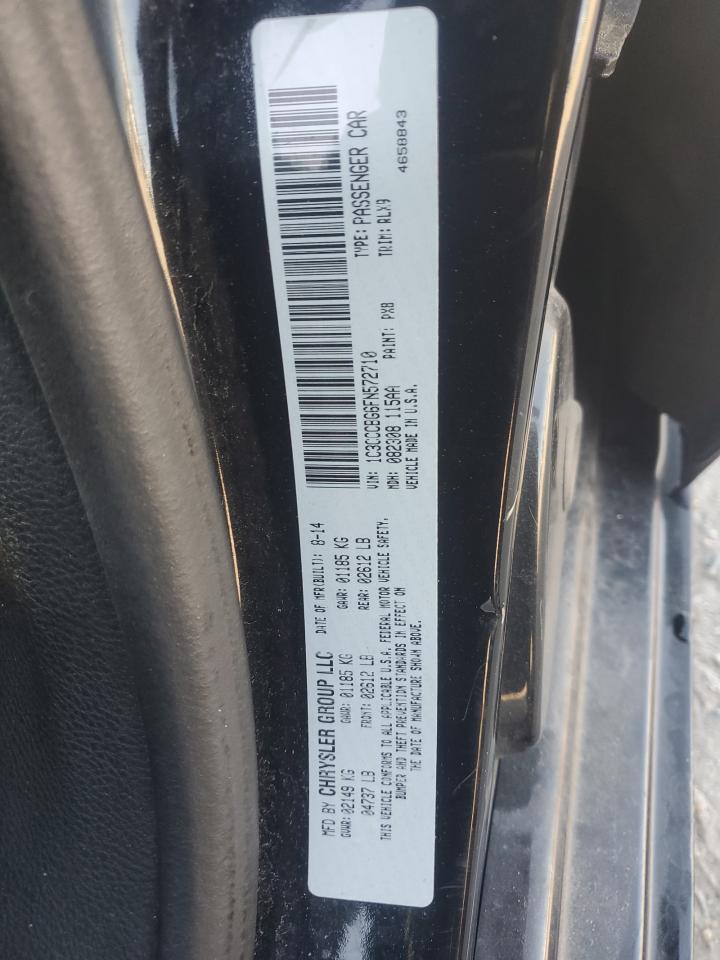 MFD BY CHRYSLER GROUP LLC DATE OF MFR(BUILT): 8-14
GVWR: 02149 KG GAWR: 01185 KG GAWR: 01185 KG
04737 LB FRONT: 02612 LB REAR: 02612 LB
THIS VEHICLE CONFORMS TO ALL APPLICABLE U.S.A. FEDERAL MOTOR VEHICLE SAFETY,
BUMPER AND THEFT PREVENTION STANDARDS IN EFFECT ON
THE DATE OF MANUFACTURE SHOWN ABOVE.
VIN: 1C3CCCBG6FN572710 TYPE: PASSENGER CAR
MDH: 082308 115AA PAINT: PX8 TRIM: RLX9
VEHICLE MADE IN U.S.A. 4658843